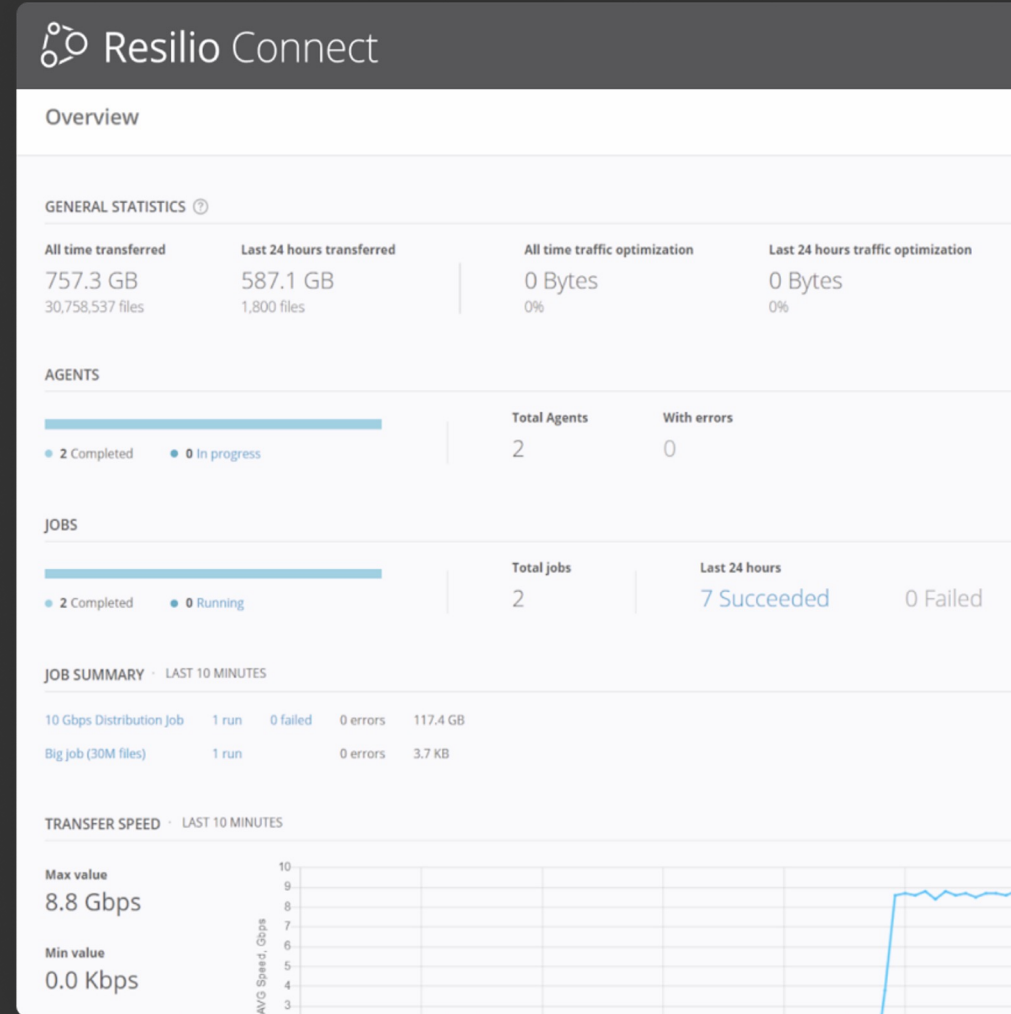 Resilio Connect
Overview
GENERAL STATISTICS ?
All time transferred Last 24 hours transferred All time traffic optimization Last 24 hours traffic optimization
757.3 GB 587.1 GB 0 Bytes 0 Bytes
30,758,537 files 1,800 files 0% 0%
AGENTS
Total Agents With errors
2 0
2 Completed 0 In progress
JOBS
Total jobs Last 24 hours
2 7 Succeeded 0 Failed
2 Completed 0 Running
JOB SUMMARY · LAST 10 MINUTES
10 Gbps Distribution Job 1 run 0 failed 0 errors 117.4 GB
Big job (30M files) 1 run 0 errors 3.7 KB
TRANSFER SPEED · LAST 10 MINUTES
Max value
8.8 Gbps
Min value
0.0 Kbps
AVG Speed, Gbps
10
9
8
7
6
5
4
3